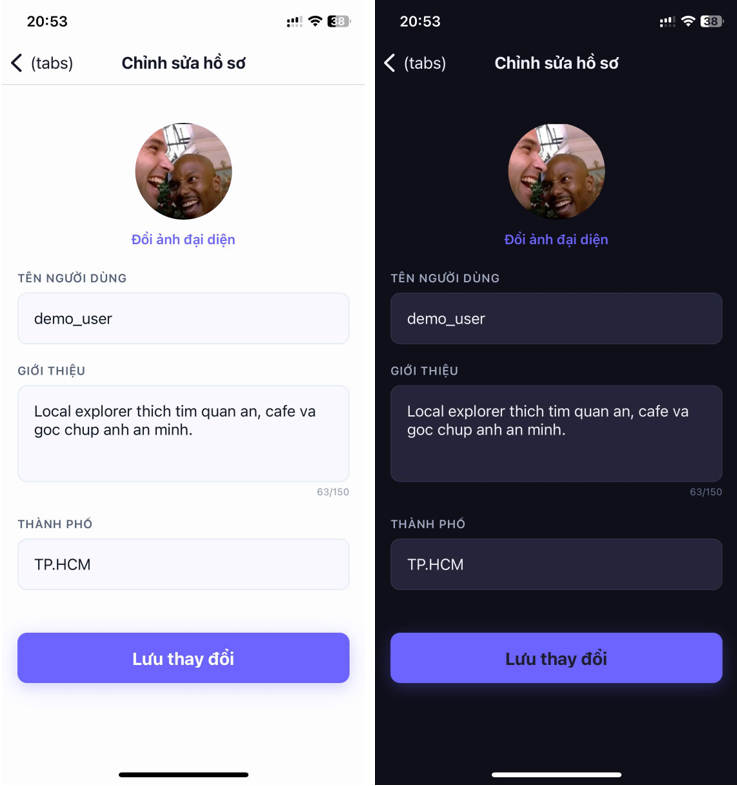 20:53
38
(tabs)
Chỉnh sửa hồ sơ
Đổi ảnh đại diện
TÊN NGƯỜI DÙNG
demo_user
GIỚI THIỆU
Local explorer thich tim quan an, cafe va
goc chup anh an minh.
63/150
THÀNH PHỐ
TP.HCM
Lưu thay đổi
20:53
38
(tabs)
Chỉnh sửa hồ sơ
Đổi ảnh đại diện
TÊN NGƯỜI DÙNG
demo_user
GIỚI THIỆU
Local explorer thich tim quan an, cafe va
goc chup anh an minh.
63/150
THÀNH PHỐ
TP.HCM
Lưu thay đổi